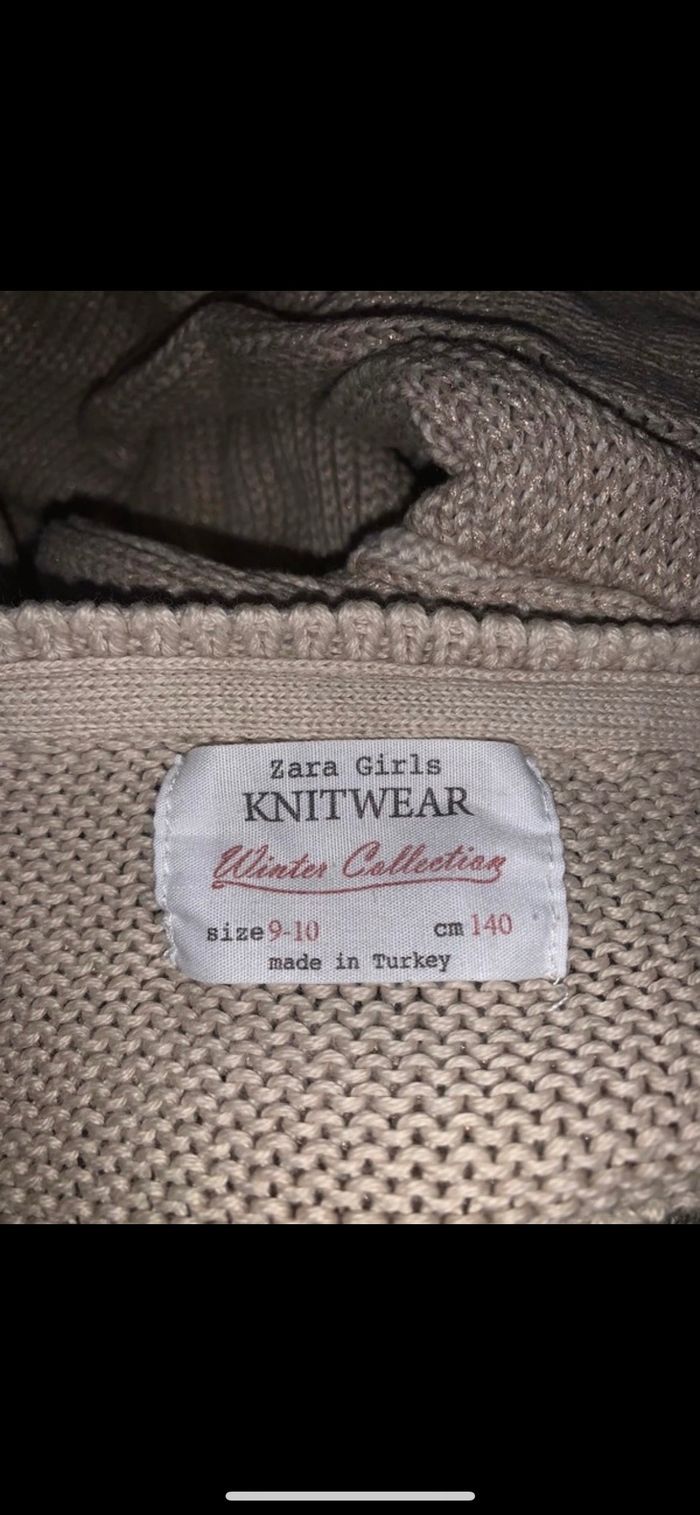 Zara Girls
KNITWEAR
Winter Collection
size 9-10 cm 140
made in Turkey